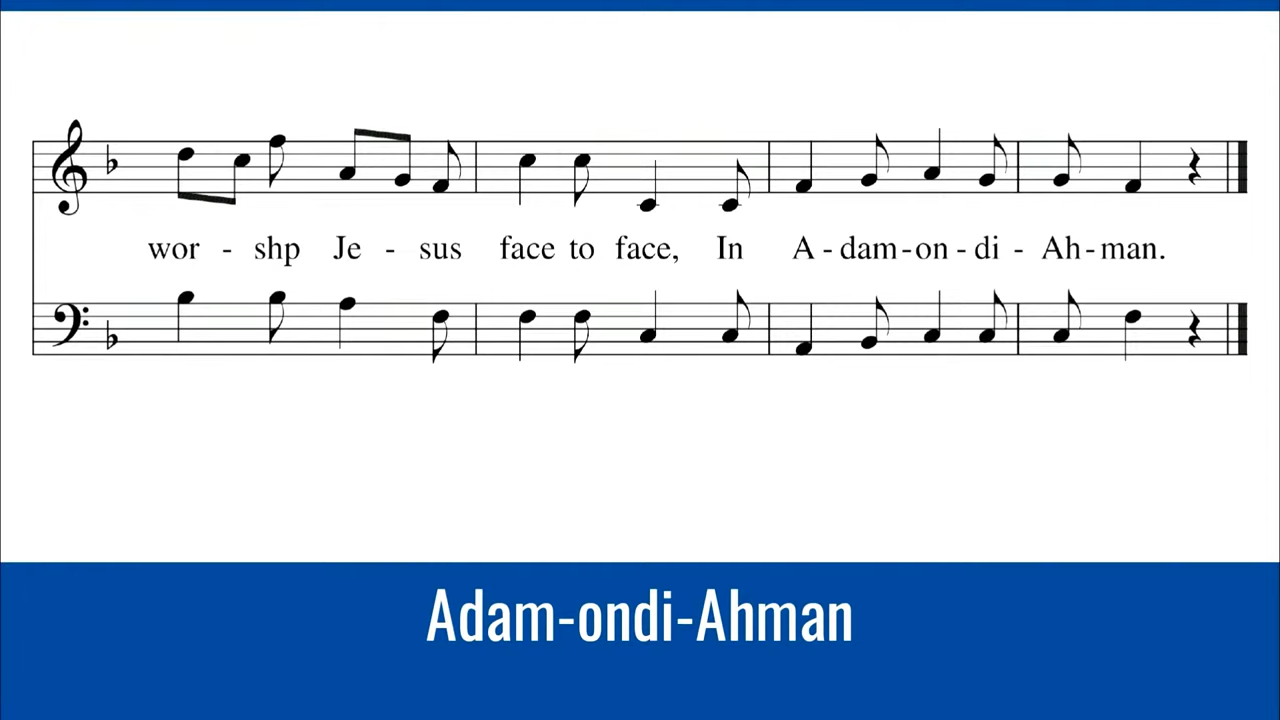 wor - shp Je - sus face to face, In A - dam - on - di - Ah - man.
Adam-ondi-Ahman